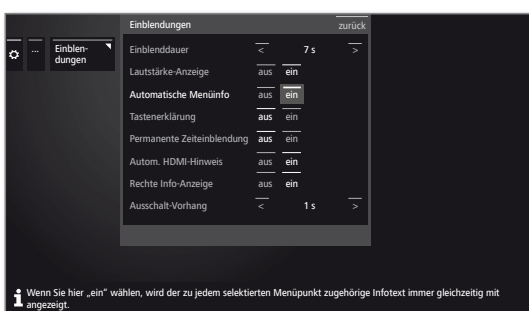 Einblendungen zurück
... Einblen-
dungen
Einblenddauer < 7 s >
Lautstärke-Anzeige aus ein
Automatische Menüinfo aus ein
Tastenerklärung aus ein
Permanente Zeiteinblendung aus ein
Autom. HDMI-Hinweis aus ein
Rechte Info-Anzeige aus ein
Ausschalt-Vorhang < 1 s >
i Wenn Sie hier „ein“ wählen, wird der zu jedem selektierten Menüpunkt zugehörige Infotext immer gleichzeitig mit
angezeigt.